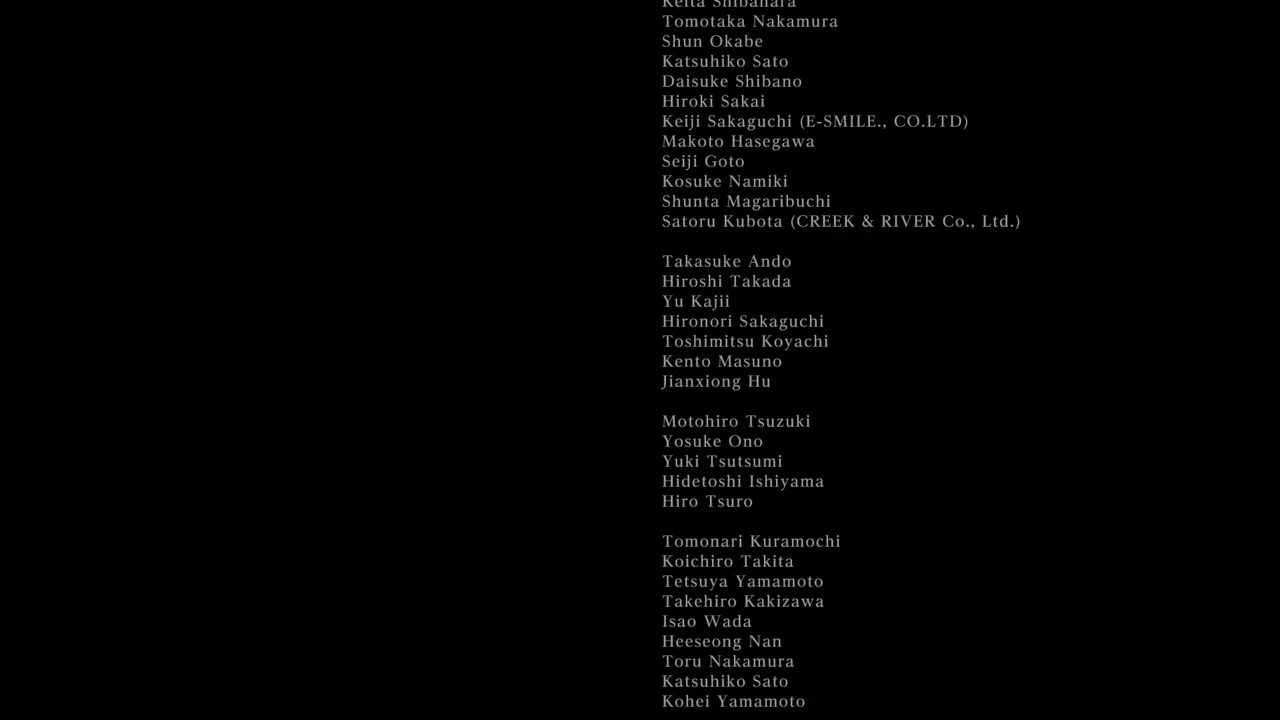 Keita Shibahara
Tomotaka Nakamura
Shun Okabe
Katsuhiko Sato
Daisuke Shibano
Hiroki Sakai
Keiji Sakaguchi (E-SMILE., CO.LTD)
Makoto Hasegawa
Seiji Goto
Kosuke Namiki
Shunta Magaribuchi
Satoru Kubota (CREEK & RIVER Co., Ltd.)
Takasuke Ando
Hiroshi Takada
Yu Kajii
Hironori Sakaguchi
Toshimitsu Koyachi
Kento Masuno
Jianxiong Hu
Motohiro Tsuzuki
Yosuke Ono
Yuki Tsutsumi
Hidetoshi Ishiyama
Hiro Tsuro
Tomonari Kuramochi
Koichiro Takita
Tetsuya Yamamoto
Takehiro Kakizawa
Isao Wada
Heeseong Nan
Toru Nakamura
Katsuhiko Sato
Kohei Yamamoto